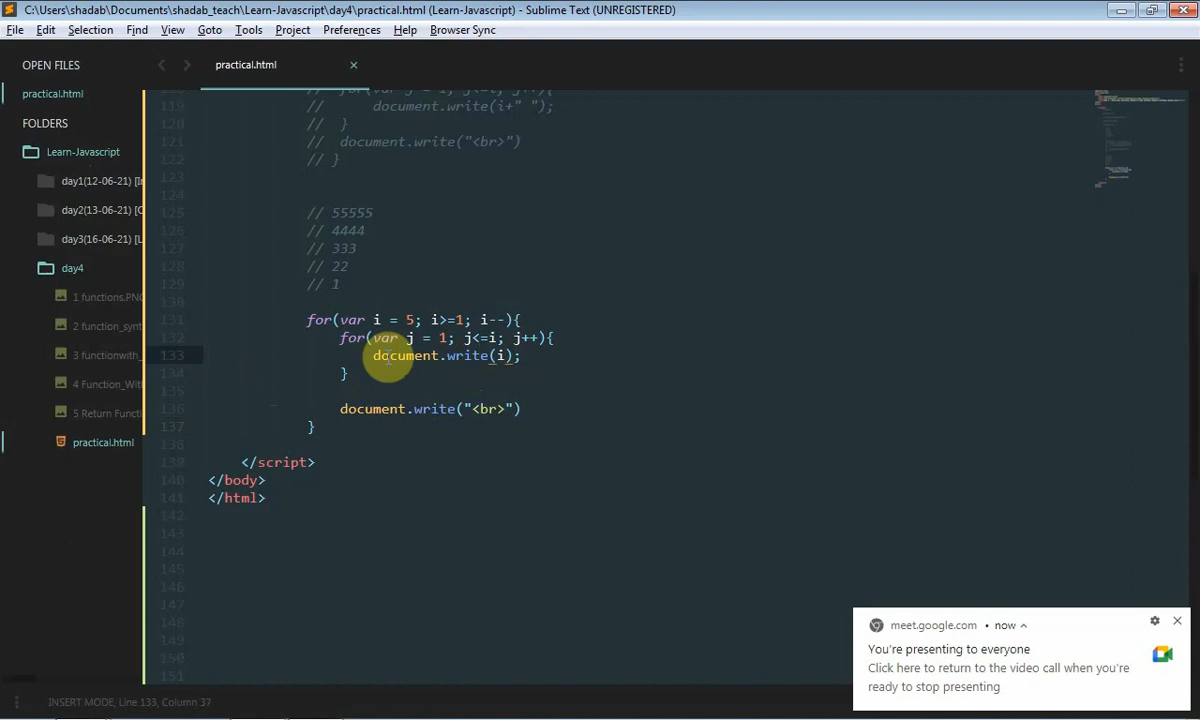 C:\Users\shadab\Documents\shadab_teach\Learn-Javascript\day4\practical.html (Learn-Javascript) - Sublime Text (UNREGISTERED)
File Edit Selection Find View Goto Tools Project Preferences Help Browser Sync
OPEN FILES
practical.html
FOLDERS
Learn-Javascript
day1(12-06-21) [I
day2(13-06-21) [C
day3(16-06-21) [L
day4
1 functions.PNG
2 function_synt
3 functionwith_
4 Function_With
5 Return Functi
practical.html
practical.html
118 // for(var j = 1; j<=i; j++){
119 // document.write(i+" ");
120 // }
121 // document.write("<br>")
122 // }
123
124
125 // 55555
126 // 4444
127 // 333
128 // 22
129 // 1
130
131 for(var i = 5; i>=1; i--){
132 for(var j = 1; j<=i; j++){
133 document.write(i);
134 }
135
136 document.write("<br>")
137 }
138
139 </script>
140 </body>
141 </html>
142
143
144
145
146
147
148
149
150
151
meet.google.com • now
You're presenting to everyone
Click here to return to the video call when you're
ready to stop presenting
INSERT MODE, Line 133, Column 37